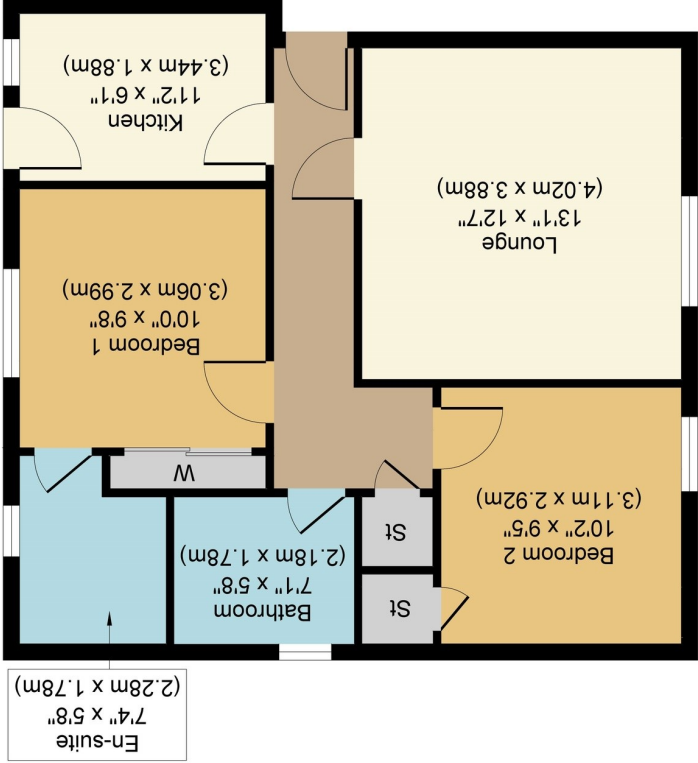 En-suite
7'4" x 5'8"
(2.28m x 1.78m)
Bedroom 2
10'2" x 9'5"
(3.11m x 2.92m)
St
St
Bathroom
7'1" x 5'8"
(2.18m x 1.78m)
W
Lounge
13'1" x 12'7"
(4.02m x 3.88m)
Bedroom 1
10'0" x 9'8"
(3.06m x 2.99m)
Kitchen
11'2" x 6'1"
(3.44m x 1.88m)